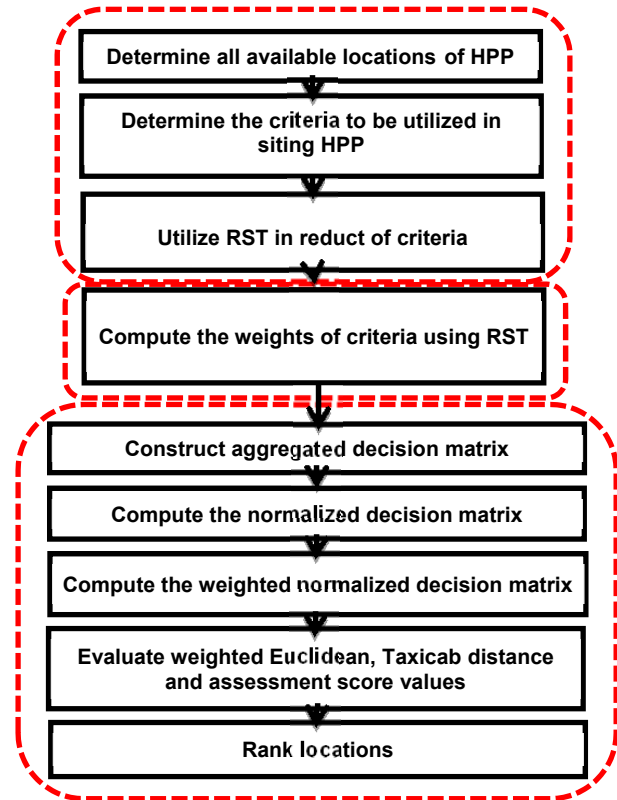 Determine all available locations of HPP
Determine the criteria to be utilized in
siting HPP
Utilize RST in reduct of criteria
Compute the weights of criteria using RST
Construct aggregated decision matrix
Compute the normalized decision matrix
Compute the weighted normalized decision matrix
Evaluate weighted Euclidean, Taxicab distance
and assessment score values
Rank locations